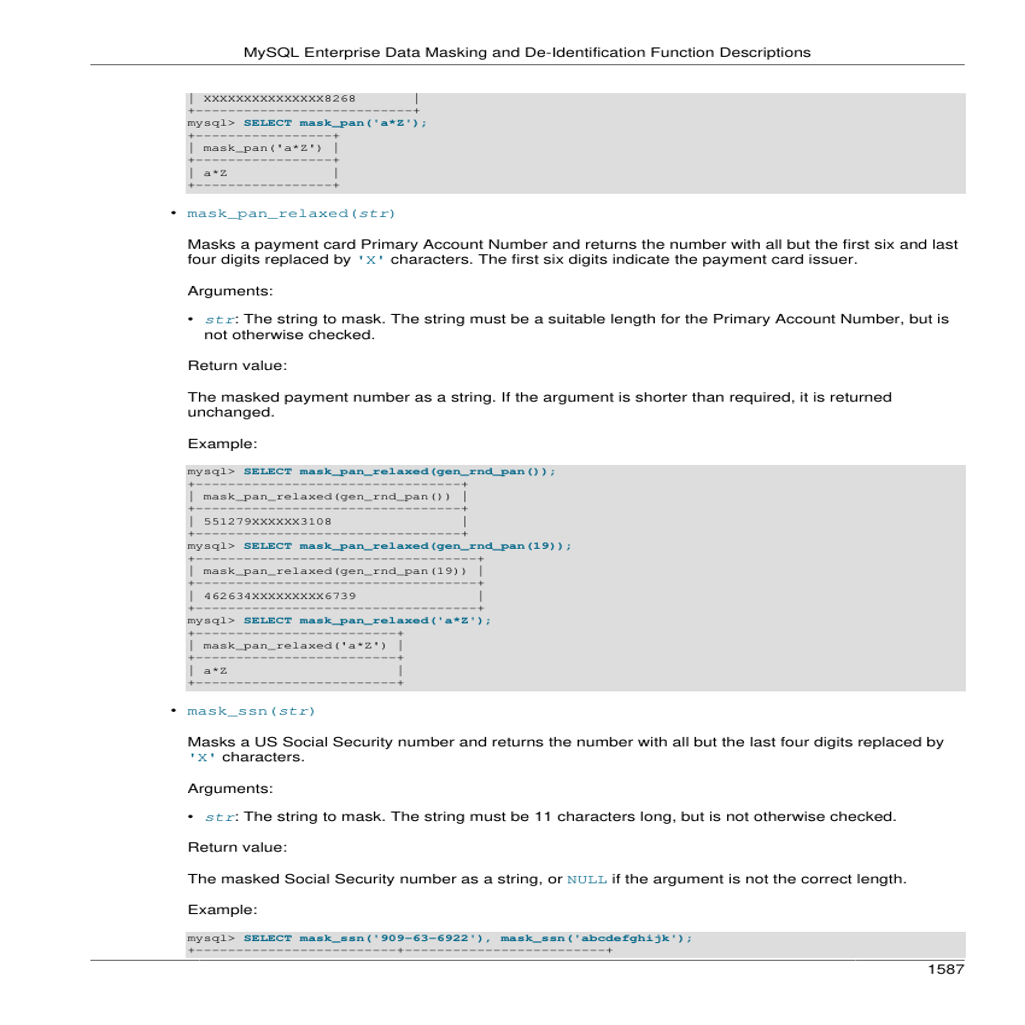 MySQL Enterprise Data Masking and De-Identification Function Descriptions
| XXXXXXXXXXXXXXX8268       |
+---------------------------+
mysql> SELECT mask_pan('a*Z');
+-----------------+
| mask_pan('a*Z') |
+-----------------+
| a*Z             |
+-----------------+
• mask_pan_relaxed(str)
Masks a payment card Primary Account Number and returns the number with all but the first six and last
four digits replaced by 'X' characters. The first six digits indicate the payment card issuer.
Arguments:
• str: The string to mask. The string must be a suitable length for the Primary Account Number, but is
not otherwise checked.
Return value:
The masked payment number as a string. If the argument is shorter than required, it is returned
unchanged.
Example:
mysql> SELECT mask_pan_relaxed(gen_rnd_pan());
+---------------------------------+
| mask_pan_relaxed(gen_rnd_pan()) |
+---------------------------------+
| 551279XXXXXX3108                |
+---------------------------------+
mysql> SELECT mask_pan_relaxed(gen_rnd_pan(19));
+-----------------------------------+
| mask_pan_relaxed(gen_rnd_pan(19)) |
+-----------------------------------+
| 462634XXXXXXXXX6739               |
+-----------------------------------+
mysql> SELECT mask_pan_relaxed('a*Z');
+-------------------------+
| mask_pan_relaxed('a*Z') |
+-------------------------+
| a*Z                     |
+-------------------------+
• mask_ssn(str)
Masks a US Social Security number and returns the number with all but the last four digits replaced by
'X' characters.
Arguments:
• str: The string to mask. The string must be 11 characters long, but is not otherwise checked.
Return value:
The masked Social Security number as a string, or NULL if the argument is not the correct length.
Example:
mysql> SELECT mask_ssn('909-63-6922'), mask_ssn('abcdefghijk');
+-------------------------+-------------------------+
1587